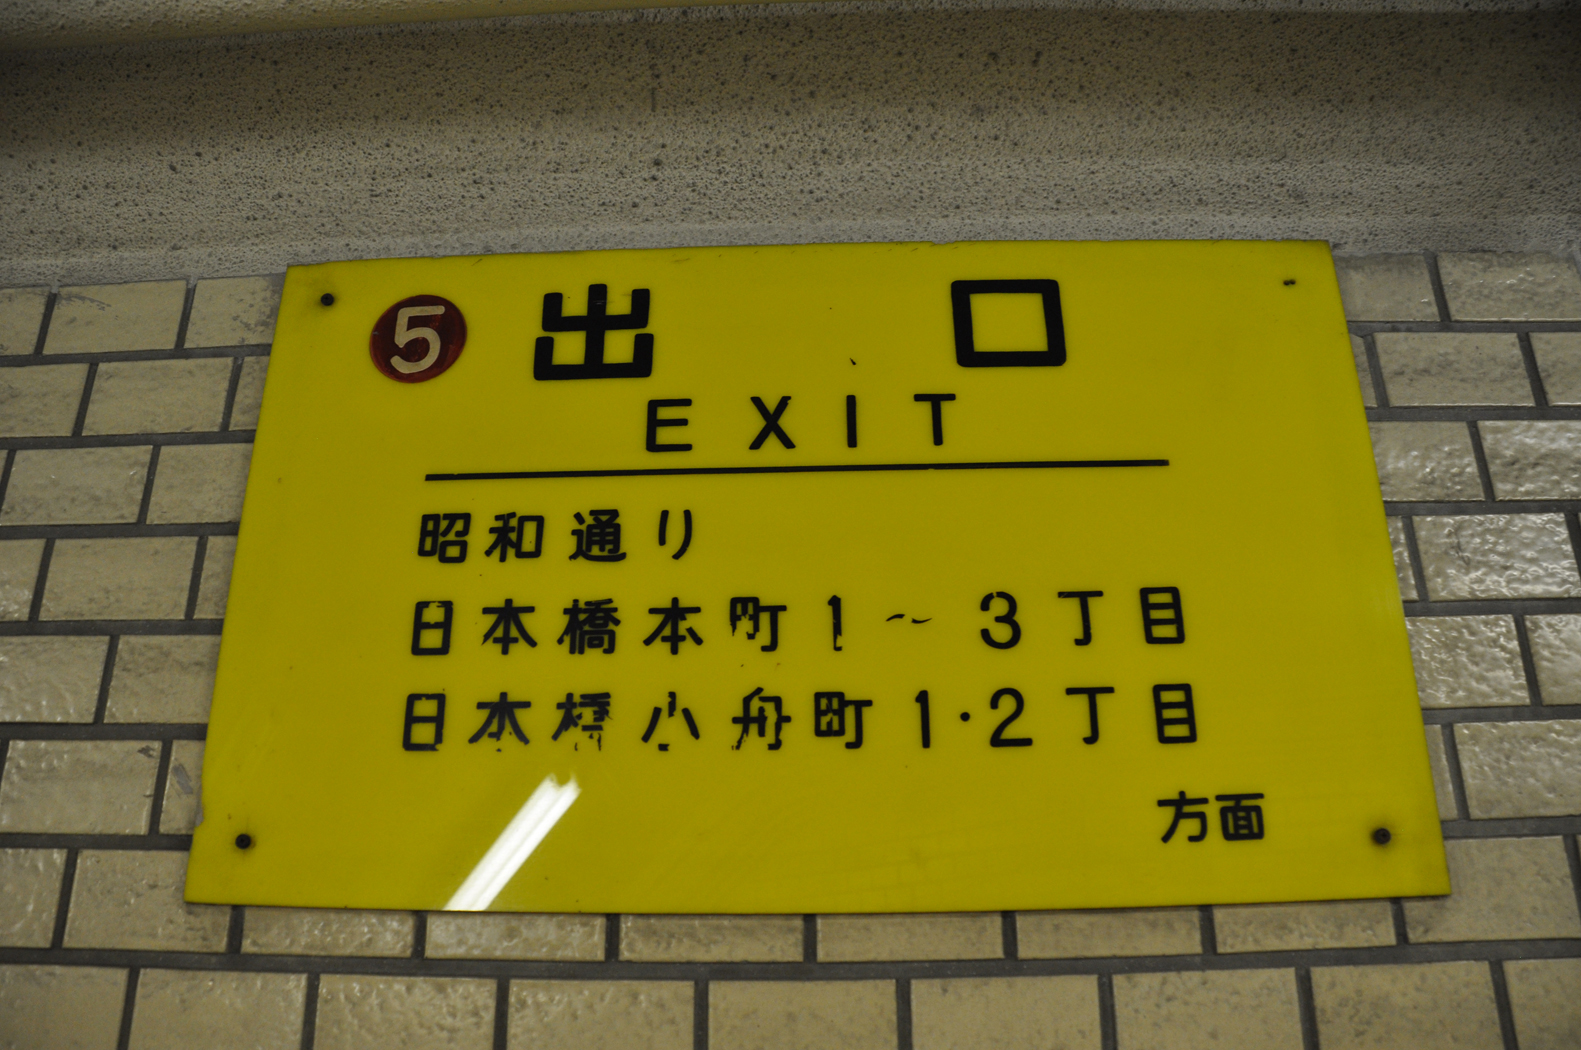 5 出口
EXIT
昭和通り
日本橋本町1～3丁目
日本橋小舟町1·2丁目
方面